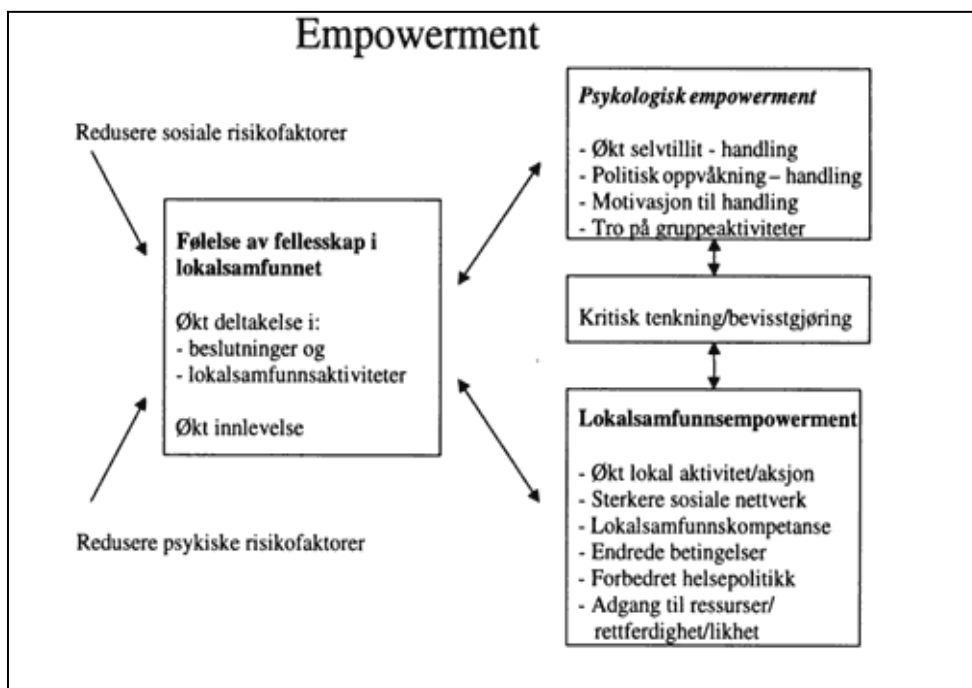 Empowerment
Redusere sosiale risikofaktorer
Følelse av fellesskap i
lokalsamfunnet
Økt deltakelse i:
- beslutninger og
- lokalsamfunnsaktiviteter
Økt innlevelse
Redusere psykiske risikofaktorer
Psykologisk empowerment
- Økt selvtillit - handling
- Politisk oppvåkning – handling
- Motivasjon til handling
- Tro på gruppeaktiviteter
Kritisk tenkning/bevisstgjøring
Lokalsamfunnsempowerment
- Økt lokal aktivitet/aksjon
- Sterkere sosiale nettverk
- Lokalsamfunnskompetanse
- Endrede betingelser
- Forbedret helsepolitikk
- Adgang til ressurser/
rettferdighet/likhet